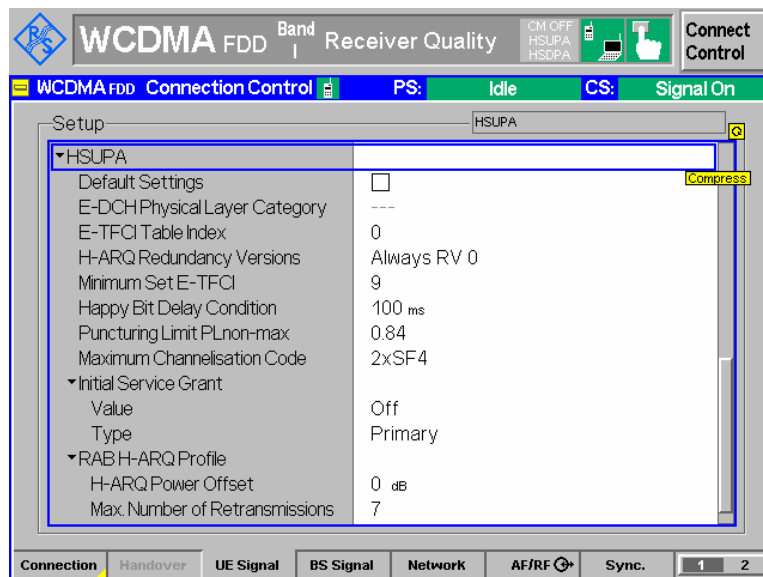 R&S WCDMA FDD Band I Receiver Quality CM OFF HSUPA HSDPA Connect Control
WCDMA FDD Connection Control PS: Idle CS: Signal On
Setup HSUPA
HSUPA
Compress
Default Settings
E-DCH Physical Layer Category ---
E-TFCI Table Index 0
H-ARQ Redundancy Versions Always RV 0
Minimum Set E-TFCI 9
Happy Bit Delay Condition 100 ms
Puncturing Limit PLnon-max 0.84
Maximum Channelisation Code 2xSF4
Initial Service Grant
Value Off
Type Primary
RAB H-ARQ Profile
H-ARQ Power Offset 0 dB
Max. Number of Retransmissions 7
Connection Handover UE Signal BS Signal Network AF/RF Sync. 1 2